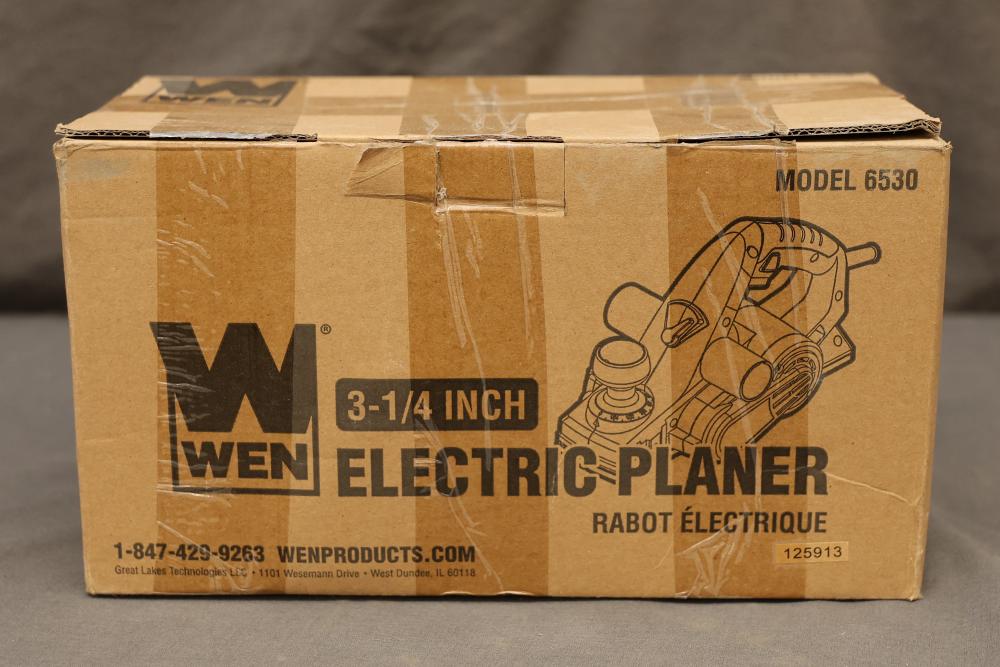 WEN
MODEL 6530
W®
WEN
3-1/4 INCH
ELECTRIC PLANER
RABOT ÉLECTRIQUE
1-847-429-9263 WENPRODUCTS.COM
125913
Great Lakes Technologies LLC • 1101 Wesemann Drive • West Dundee, IL 60118